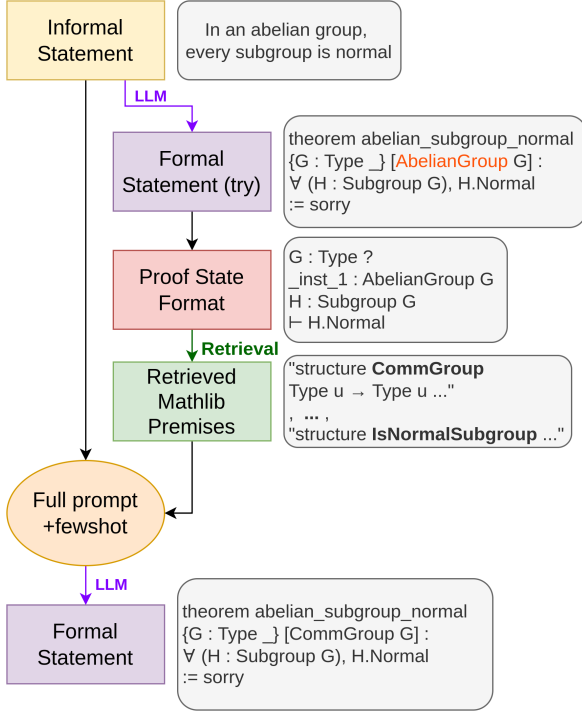 Informal
Statement
In an abelian group,
every subgroup is normal
LLM
Formal
Statement (try)
theorem abelian_subgroup_normal
{G : Type _} [AbelianGroup G] :
∀ (H : Subgroup G), H.Normal
:= sorry
Proof State
Format
G : Type ?
_inst_1 : AbelianGroup G
H : Subgroup G
⊢ H.Normal
Retrieval
Retrieved
Mathlib
Premises
"structure CommGroup
Type u → Type u ..."
, ... ,
"structure IsNormalSubgroup ..."
Full prompt
+fewshot
LLM
Formal
Statement
theorem abelian_subgroup_normal
{G : Type _} [CommGroup G] :
∀ (H : Subgroup G), H.Normal
:= sorry